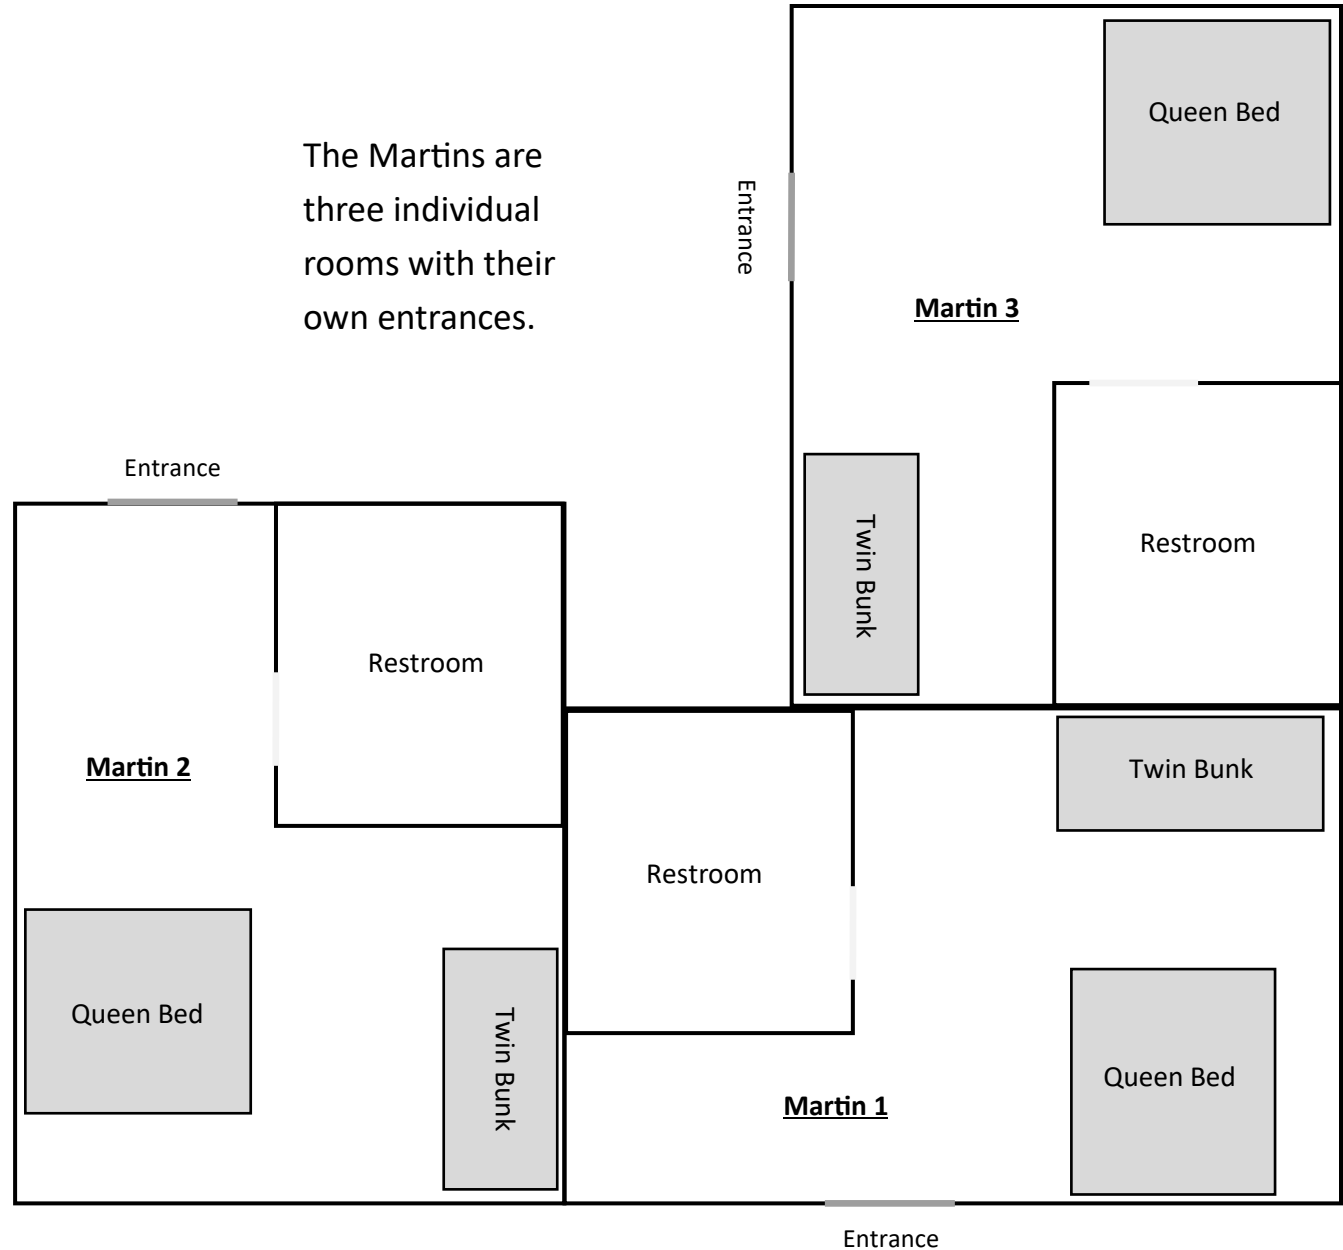 Queen Bed
The Martins are
three individual
rooms with their
own entrances.
Entrance
Martin 3
Entrance
Twin Bunk
Restroom
Restroom
Martin 2
Twin Bunk
Restroom
Queen Bed
Twin Bunk
Queen Bed
Martin 1
Entrance